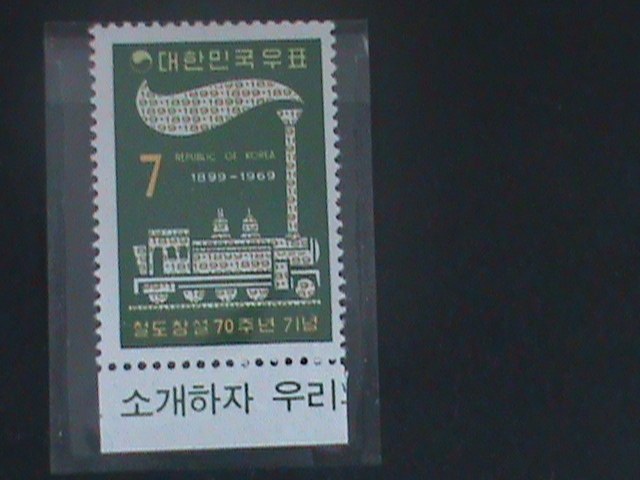 대한민국우표
7
REPUBLIC OF KOREA
1899-1969
철도창설70주년 기념
소개하자 우리